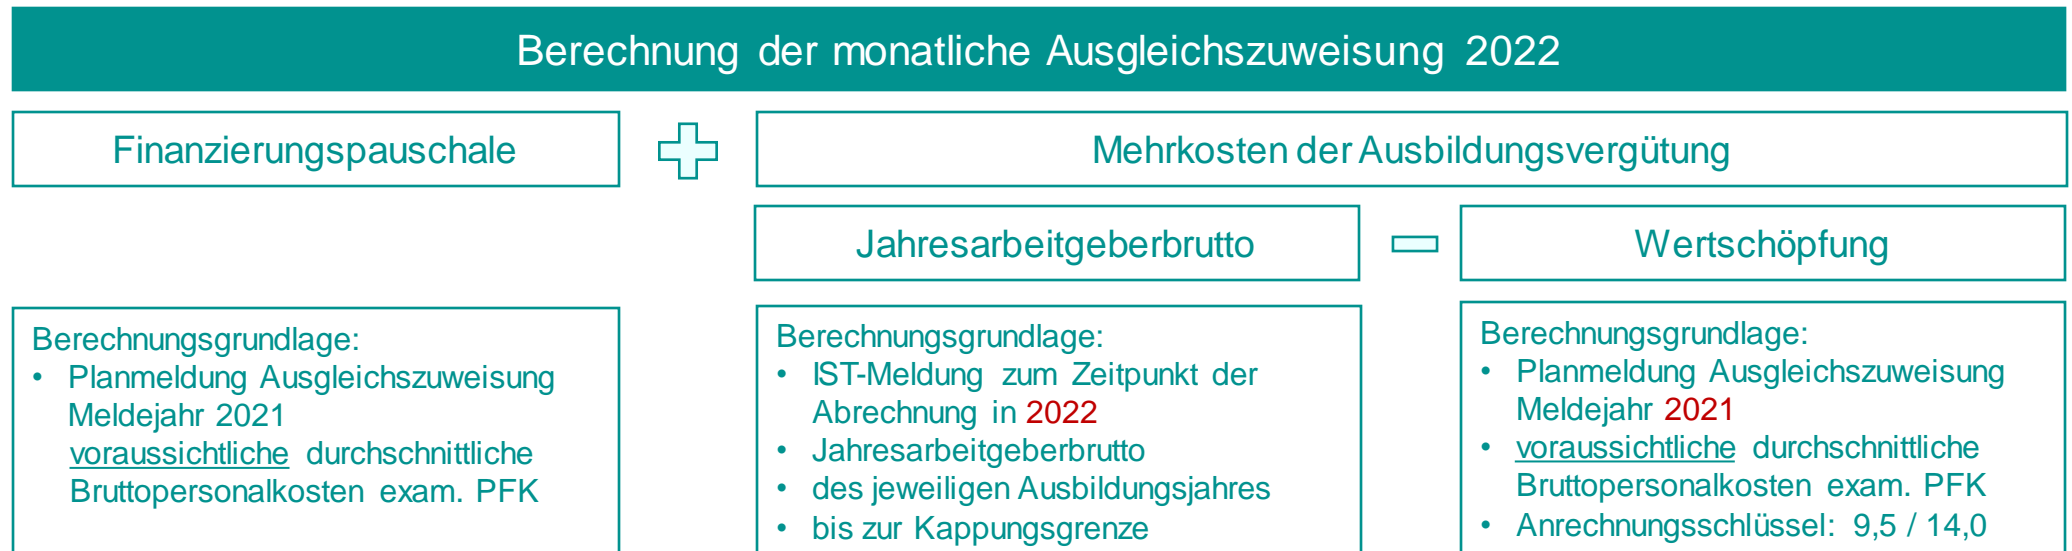 Berechnung der monatliche Ausgleichszuweisung 2022
Finanzierungspauschale
Mehrkosten der Ausbildungsvergütung
Jahresarbeitgeberbrutto
Wertschöpfung
Berechnungsgrundlage:
• Planmeldung Ausgleichszuweisung
Meldejahr 2021
voraussichtliche durchschnittliche
Bruttopersonalkosten exam. PFK
Berechnungsgrundlage:
• IST-Meldung zum Zeitpunkt der
Abrechnung in 2022
• Jahresarbeitgeberbrutto
• des jeweiligen Ausbildungsjahres
• bis zur Kappungsgrenze
Berechnungsgrundlage:
• Planmeldung Ausgleichszuweisung
Meldejahr 2021
• voraussichtliche durchschnittliche
Bruttopersonalkosten exam. PFK
• Anrechnungsschlüssel: 9,5 / 14,0